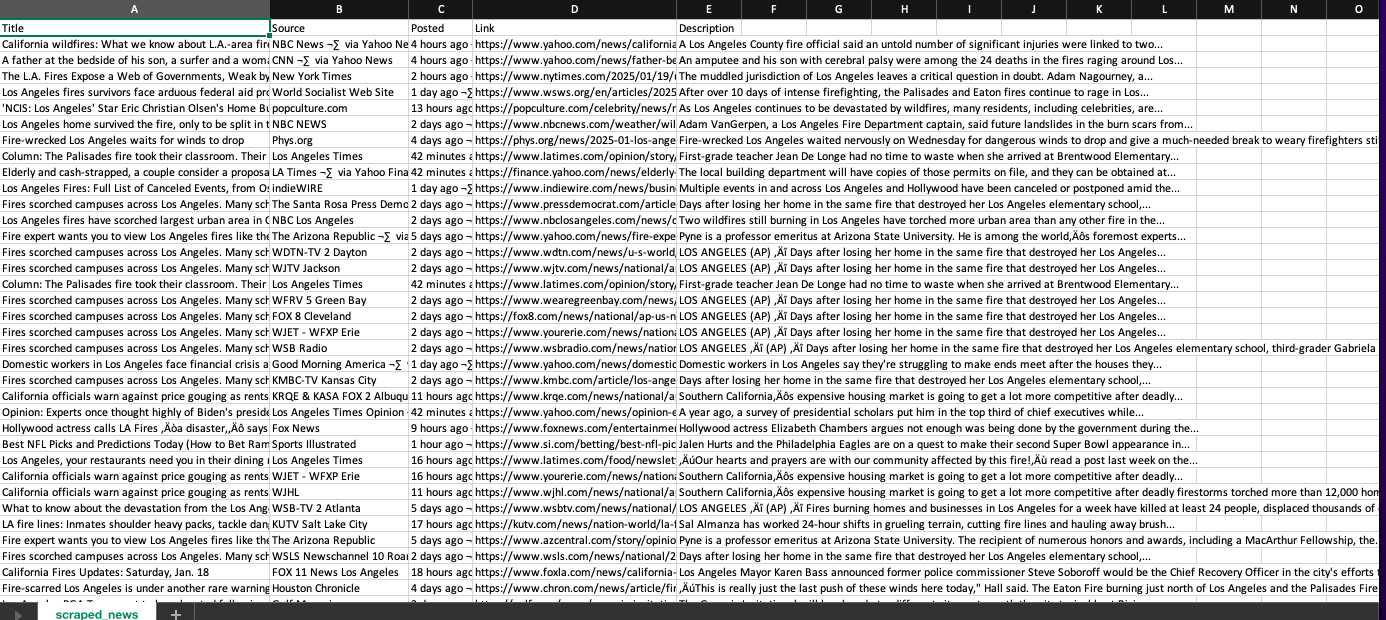 A B C D E F G H I J K L M N O
Title Source Posted Link Description
California wildfires: What we know about L.A.-area fire NBC News ¬∑ via Yahoo Ne 4 hours ago https://www.yahoo.com/news/california A Los Angeles County fire official said an untold number of significant injuries were linked to two...
A father at the bedside of his son, a surfer and a woma CNN ¬∑ via Yahoo News 4 hours ago https://www.yahoo.com/news/father-be An amputee and his son with cerebral palsy were among the 24 deaths in the fires raging around Los...
The L.A. Fires Expose a Web of Governments, Weak by New York Times 2 hours ago https://www.nytimes.com/2025/01/19/ The muddled jurisdiction of Los Angeles leaves a critical question in doubt. Adam Nagourney, a...
Los Angeles fires survivors face arduous federal aid pro World Socialist Web Site 1 day ago ¬∑ https://www.wsws.org/en/articles/2025 After over 10 days of intense firefighting, the Palisades and Eaton fires continue to rage in Los...
'NCIS: Los Angeles' Star Eric Christian Olsen's Home Bu popculture.com 13 hours ago https://popculture.com/celebrity/news/ As Los Angeles continues to be devastated by wildfires, many residents, including celebrities, are...
Los Angeles home survived the fire, only to be split in t NBC NEWS 2 days ago ¬ https://www.nbcnews.com/weather/wil Adam VanGerpen, a Los Angeles Fire Department captain, said future landslides in the burn scars from...
Fire-wrecked Los Angeles waits for winds to drop Phys.org 4 days ago ¬ https://phys.org/news/2025-01-los-ange Fire-wrecked Los Angeles waited nervously on Wednesday for dangerous winds to drop and give a much-needed break to weary firefighters sti
Column: The Palisades fire took their classroom. Their Los Angeles Times 42 minutes a https://www.latimes.com/opinion/story, First-grade teacher Jean De Longe had no time to waste when she arrived at Brentwood Elementary...
Elderly and cash-strapped, a couple consider a proposa LA Times ¬∑ via Yahoo Fina 42 minutes a https://finance.yahoo.com/news/elderly- The local building department will have copies of those permits on file, and they can be obtained at...
Los Angeles Fires: Full List of Canceled Events, from Os indieWIRE 1 day ago ¬∑ https://www.indiewire.com/news/busin Multiple events in and across Los Angeles and Hollywood have been canceled or postponed amid the...
Fires scorched campuses across Los Angeles. Many sch The Santa Rosa Press Demo 2 days ago ¬ https://www.pressdemocrat.com/article Days after losing her home in the same fire that destroyed her Los Angeles elementary school,...
Los Angeles fires have scorched largest urban area in C NBC Los Angeles 2 days ago ¬ https://www.nbclosangeles.com/news/c Two wildfires still burning in Los Angeles have torched more urban area than any other fire in the...
Fire expert wants you to view Los Angeles fires like the The Arizona Republic ¬∑ via 5 days ago ¬ https://www.yahoo.com/news/fire-expe Pyne is a professor emeritus at Arizona State University. He is among the world‚Äôs foremost experts...
Fires scorched campuses across Los Angeles. Many sch WDTN-TV 2 Dayton 2 days ago ¬ https://www.wdtn.com/news/u-s-world, LOS ANGELES (AP) ‚Äî Days after losing her home in the same fire that destroyed her Los Angeles...
Fires scorched campuses across Los Angeles. Many sch WJTV Jackson 2 days ago ¬ https://www.wjtv.com/news/national/a LOS ANGELES (AP) ‚Äî Days after losing her home in the same fire that destroyed her Los Angeles...
Column: The Palisades fire took their classroom. Their Los Angeles Times 42 minutes a https://www.latimes.com/opinion/story, First-grade teacher Jean De Longe had no time to waste when she arrived at Brentwood Elementary...
Fires scorched campuses across Los Angeles. Many sch WFRV 5 Green Bay 2 days ago ¬ https://www.wearegreenbay.com/news, LOS ANGELES (AP) ‚Äî Days after losing her home in the same fire that destroyed her Los Angeles...
Fires scorched campuses across Los Angeles. Many sch FOX 8 Cleveland 2 days ago ¬ https://fox8.com/news/national/ap-us-n LOS ANGELES (AP) ‚Äî Days after losing her home in the same fire that destroyed her Los Angeles...
Fires scorched campuses across Los Angeles. Many sch WJET - WFXP Erie 2 days ago ¬ https://www.yourerie.com/news/nation LOS ANGELES (AP) ‚Äî Days after losing her home in the same fire that destroyed her Los Angeles...
Fires scorched campuses across Los Angeles. Many sch WSB Radio 2 days ago ¬ https://www.wsbradio.com/news/natior LOS ANGELES ‚Äî (AP) ‚Äî Days after losing her home in the same fire that destroyed her Los Angeles elementary school, third-grader Gabriela
Domestic workers in Los Angeles face financial crisis a Good Morning America ¬∑ 1 day ago ¬∑ https://www.yahoo.com/news/domestic Domestic workers in Los Angeles say they're struggling to make ends meet after the houses they...
Fires scorched campuses across Los Angeles. Many sch KMBC-TV Kansas City 2 days ago ¬ https://www.kmbc.com/article/los-ange Days after losing her home in the same fire that destroyed her Los Angeles elementary school,...
California officials warn against price gouging as rents KRQE & KASA FOX 2 Albuqu 11 hours ago https://www.krqe.com/news/national/a Southern California‚Äôs expensive housing market is going to get a lot more competitive after deadly...
Opinion: Experts once thought highly of Biden's preside Los Angeles Times Opinion 42 minutes a https://www.yahoo.com/news/opinion-e A year ago, a survey of presidential scholars put him in the top third of chief executives while...
Hollywood actress calls LA Fires ‚Äòa disaster,‚Äô says Fox News 9 hours ago https://www.foxnews.com/entertainmen Hollywood actress Elizabeth Chambers argues not enough was being done by the government during the...
Best NFL Picks and Predictions Today (How to Bet Ram Sports Illustrated 1 hour ago ¬ https://www.si.com/betting/best-nfl-pic Jalen Hurts and the Philadelphia Eagles are on a quest to make their second Super Bowl appearance in...
Los Angeles, your restaurants need you in their dining Los Angeles Times 16 hours ago https://www.latimes.com/food/newslet ‚ÄúOur hearts and prayers are with our community affected by this fire!‚Äù read a post last week on the...
California officials warn against price gouging as rents WJET - WFXP Erie 16 hours ago https://www.yourerie.com/news/nation Southern California‚Äôs expensive housing market is going to get a lot more competitive after deadly...
California officials warn against price gouging as rents WJHL 11 hours ago https://www.wjhl.com/news/national/a Southern California‚Äôs expensive housing market is going to get a lot more competitive after deadly firestorms torched more than 12,000 hom
What to know about the devastation from the Los Ang WSB-TV 2 Atlanta 5 days ago ¬ https://www.wsbtv.com/news/national/ LOS ANGELES ‚Äî (AP) ‚Äî Fires burning homes and businesses in Los Angeles for a week have killed at least 24 people, displaced thousands of
LA fire lines: Inmates shoulder heavy packs, tackle dan KUTV Salt Lake City 17 hours ago https://kutv.com/news/nation-world/la- Sal Almanza has worked 24-hour shifts in grueling terrain, cutting fire lines and hauling away brush...
Fire expert wants you to view Los Angeles fires like the The Arizona Republic 5 days ago ¬ https://www.azcentral.com/story/opinio Pyne is a professor emeritus at Arizona State University. The recipient of numerous honors and awards, including a MacArthur Fellowship, the...
Fires scorched campuses across Los Angeles. Many sch WSLS Newschannel 10 Roan 2 days ago ¬ https://www.wsls.com/news/national/2 Days after losing her home in the same fire that destroyed her Los Angeles elementary school,...
California Fires Updates: Saturday, Jan. 18 FOX 11 News Los Angeles 18 hours ago https://www.foxla.com/news/california- Los Angeles Mayor Karen Bass announced former police commissioner Steve Soboroff would be the Chief Recovery Officer in the city's efforts t
Fire-scarred Los Angeles is under another rare warning Houston Chronicle 4 days ago ¬ https://www.chron.com/news/article/fir ‚ÄúThis is really just the last push of these winds here today," Hall said. The Eaton Fire burning just north of Los Angeles and the Palisades Fire
scraped_news +